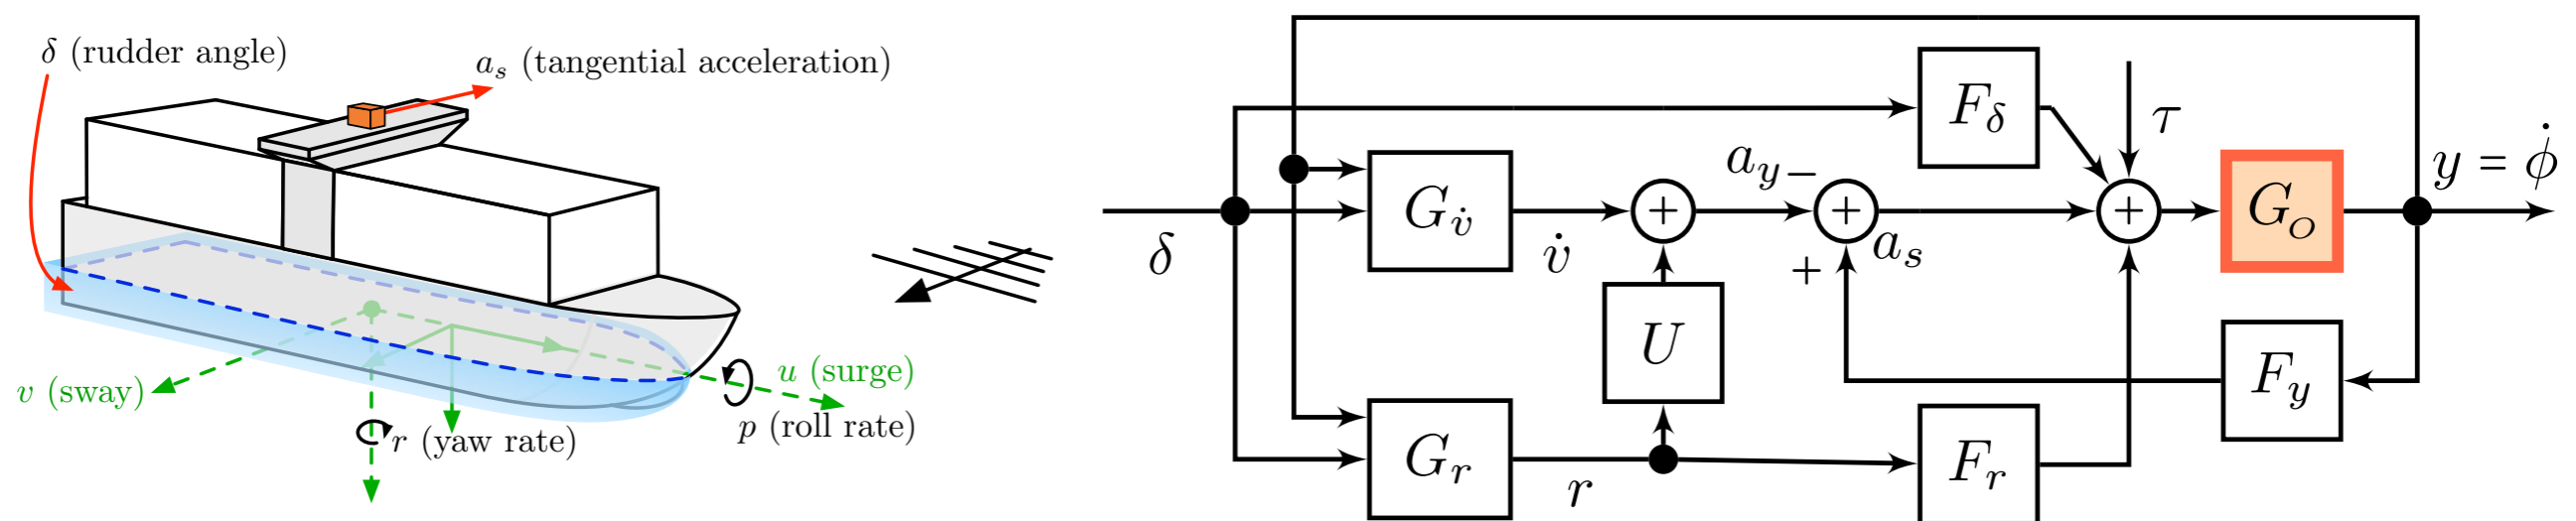 δ (rudder angle)
a_s (tangential acceleration)
v (sway)
r (yaw rate)
u (surge)
p (roll rate)
δ
G_v̇
v̇
+
a_y
−
+
+
a_s
F_δ
τ
+
G_O
y = φ̇
U
F_y
G_r
r
F_r